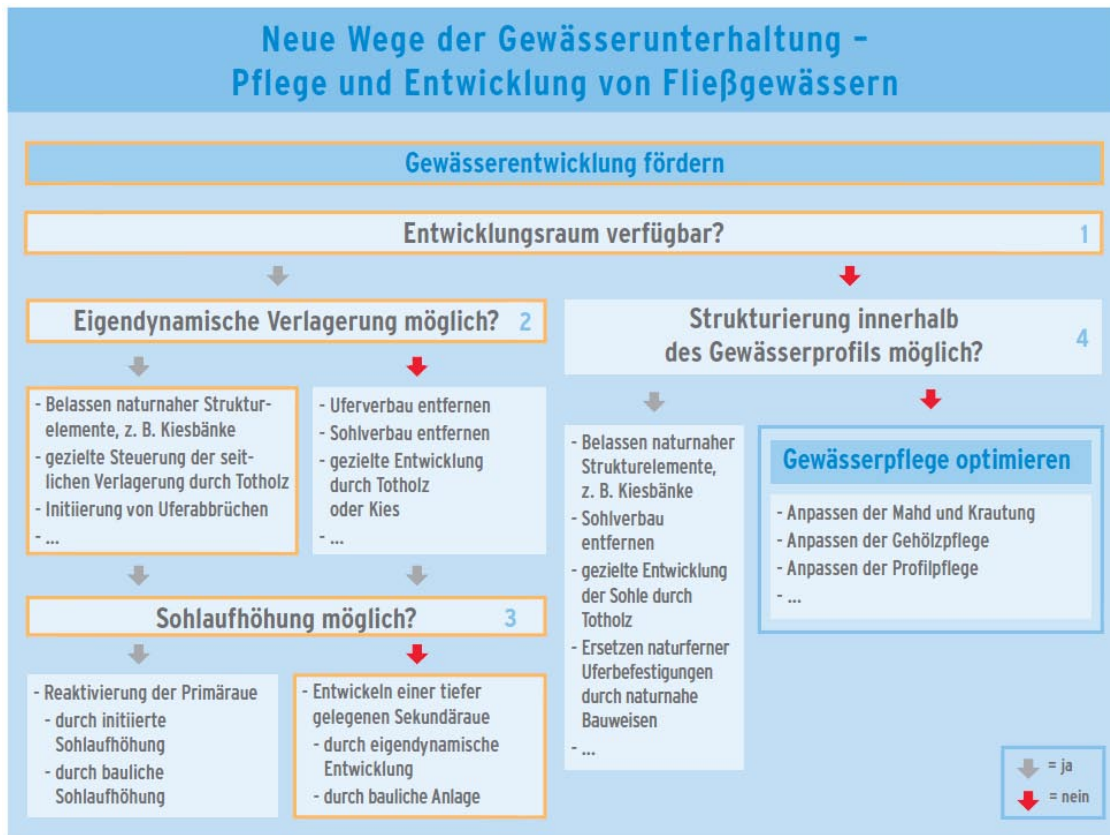 Neue Wege der Gewässerunterhaltung –
Pflege und Entwicklung von Fließgewässern
Gewässerentwicklung fördern
Entwicklungsraum verfügbar? 1
Eigendynamische Verlagerung möglich? 2
- Belassen naturnaher Struktur-
elemente, z. B. Kiesbänke
- gezielte Steuerung der seit-
lichen Verlagerung durch Totholz
- Initiierung von Uferabbrüchen
- ...
- Uferverbau entfernen
- Sohlverbau entfernen
- gezielte Entwicklung
durch Totholz
oder Kies
- ...
Sohlaufhöhung möglich? 3
- Reaktivierung der Primäraue
- durch initiierte
Sohlaufhöhung
- durch bauliche
Sohlaufhöhung
- Entwickeln einer tiefer
gelegenen Sekundäraue
- durch eigendynamische
Entwicklung
- durch bauliche Anlage
Strukturierung innerhalb
des Gewässerprofils möglich? 4
- Belassen naturnaher
Strukturelemente,
z. B. Kiesbänke
- Sohlverbau
entfernen
- gezielte Entwicklung
der Sohle durch
Totholz
- Ersetzen naturferner
Uferbefestigungen
durch naturnahe
Bauweisen
- ...
Gewässerpflege optimieren
- Anpassen der Mahd und Krautung
- Anpassen der Gehölzpflege
- Anpassen der Profilpflege
- ...
= ja
= nein